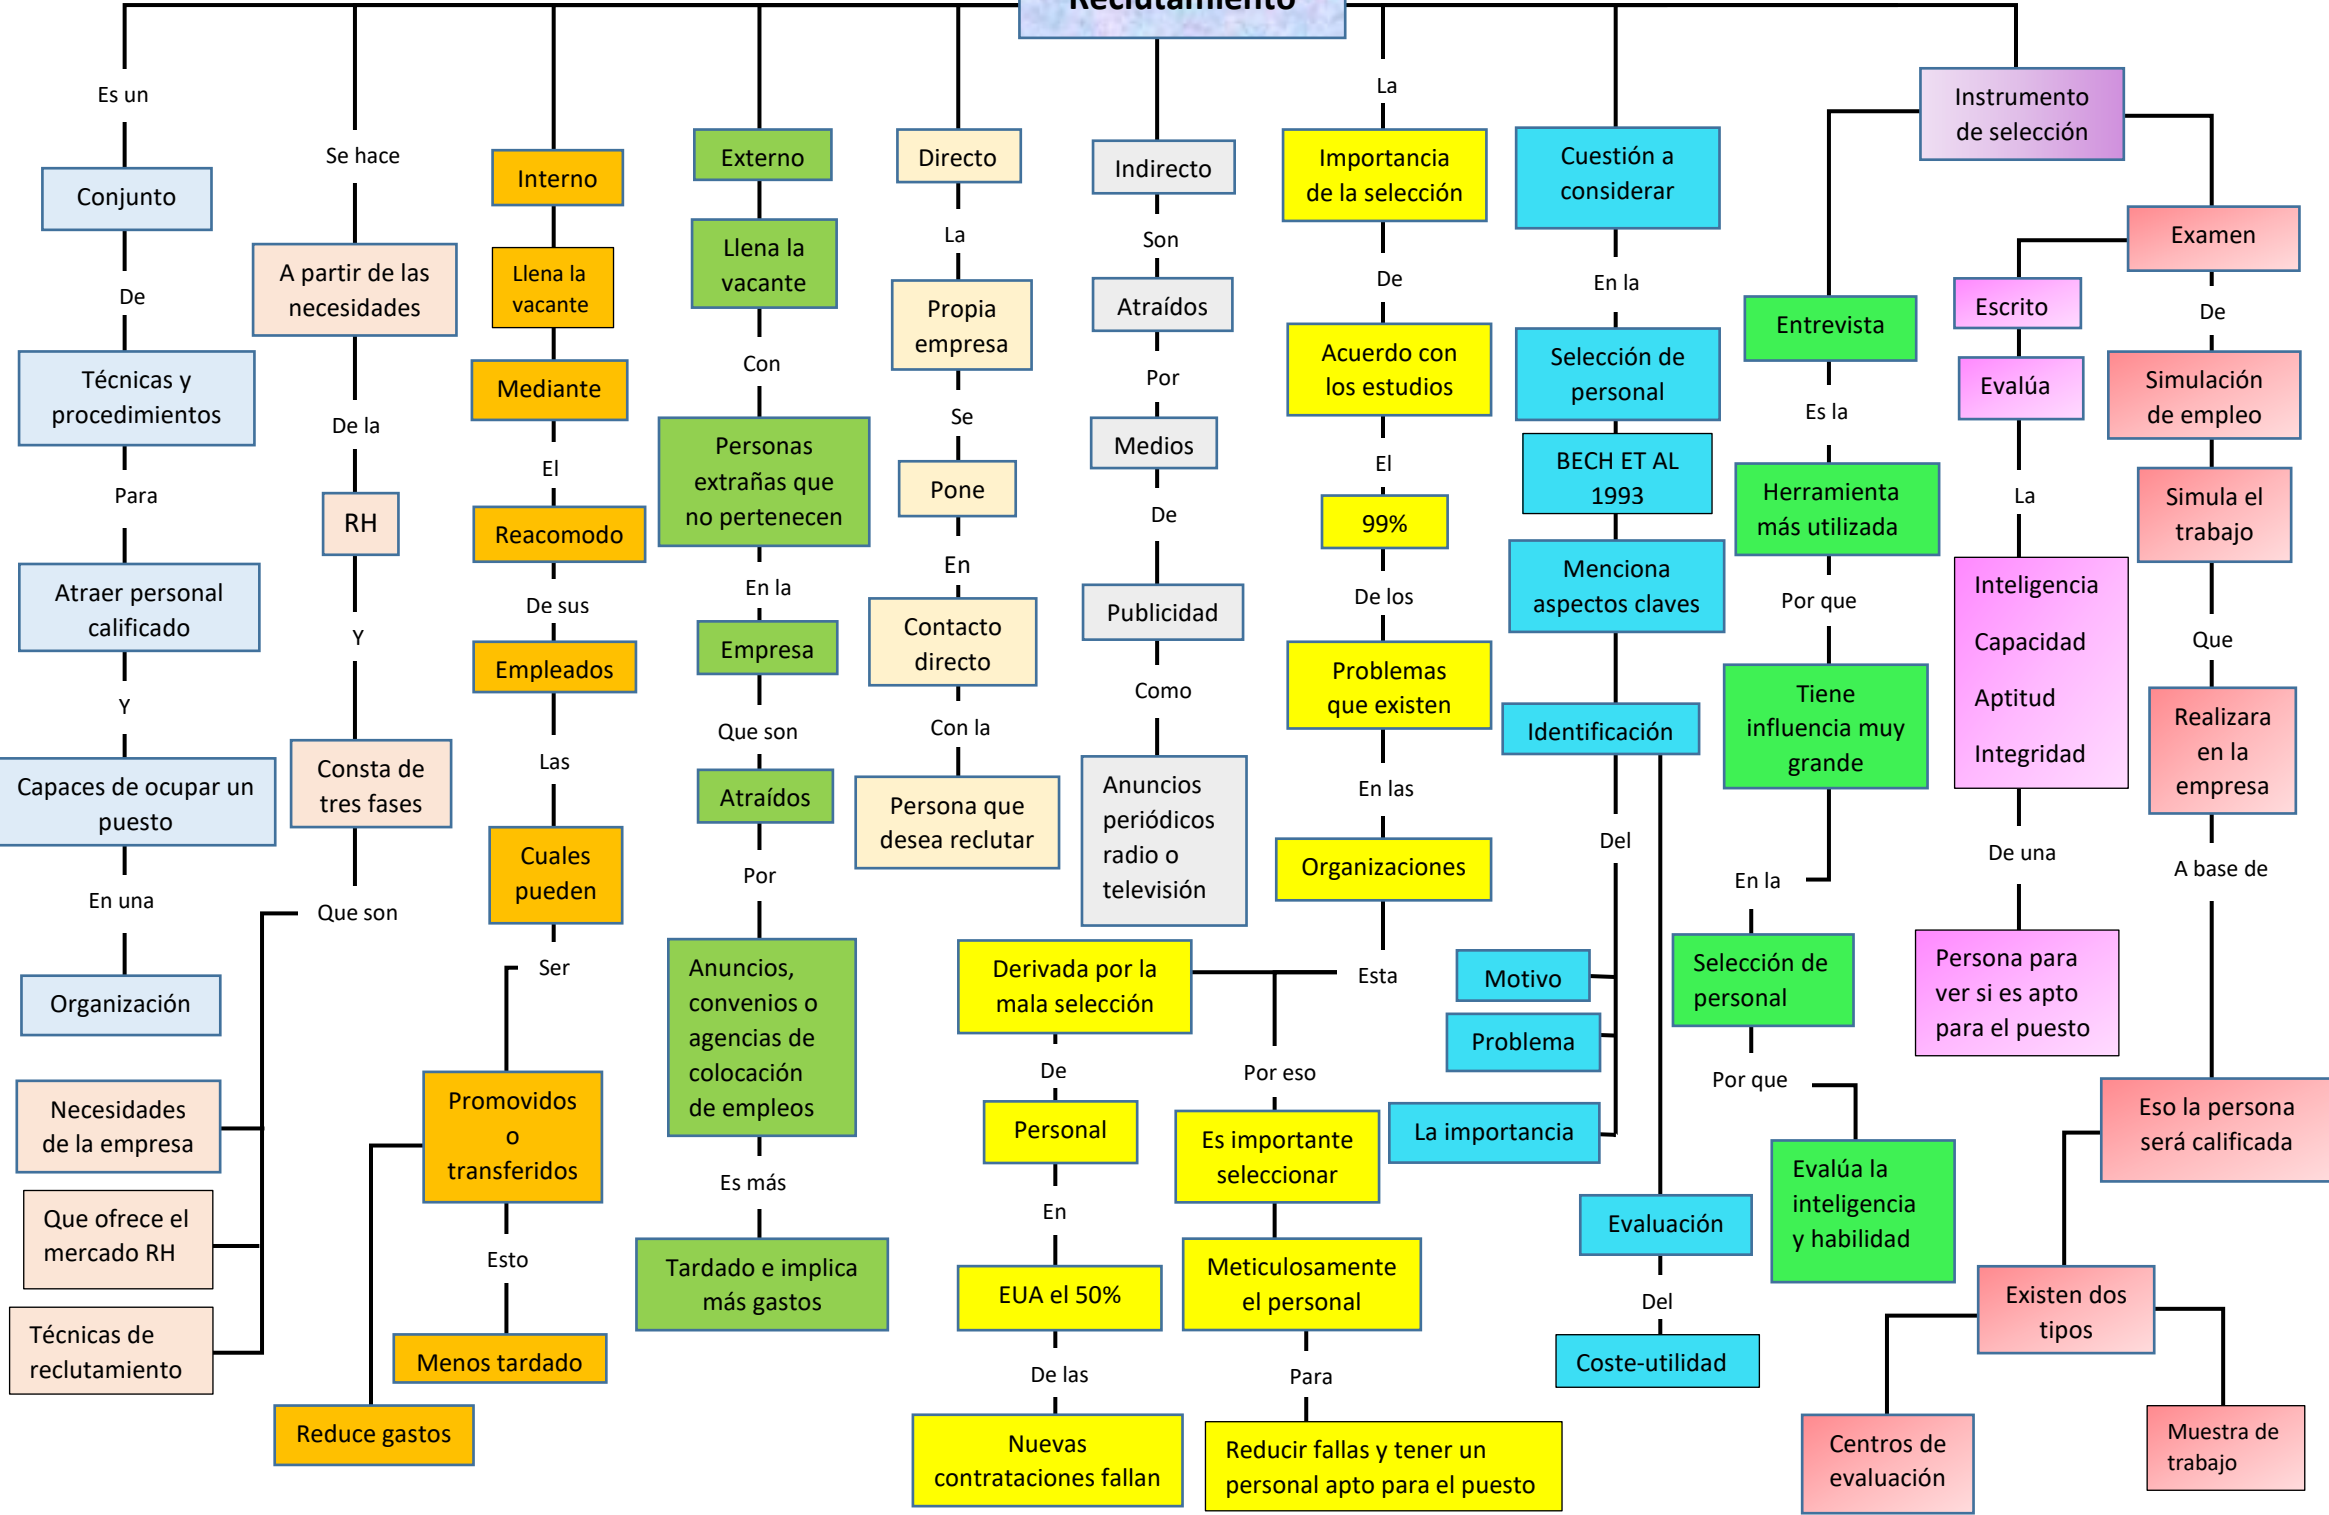 Reclutamiento
Es un
Conjunto
De
Técnicas y
procedimientos
Para
Atraer personal
calificado
Y
Capaces de ocupar un
puesto
En una
Organización
Se hace
A partir de las
necesidades
De la
RH
Y
Consta de
tres fases
Que son
Necesidades
de la empresa
Que ofrece el
mercado RH
Técnicas de
reclutamiento
Interno
Llena la
vacante
Mediante
El
Reacomodo
De sus
Empleados
Las
Cuales
pueden
Ser
Promovidos
o
transferidos
Esto
Menos tardado
Reduce gastos
Externo
Llena la
vacante
Con
Personas
extrañas que
no pertenecen
En la
Empresa
Que son
Atraídos
Por
Anuncios,
convenios o
agencias de
colocación
de empleos
Es más
Tardado e implica
más gastos
Directo
La
Propia
empresa
Se
Pone
En
Contacto
directo
Con la
Persona que
desea reclutar
Indirecto
Son
Atraídos
Por
Medios
De
Publicidad
Como
Anuncios
periódicos
radio o
televisión
La
Importancia
de la selección
De
Acuerdo con
los estudios
El
99%
De los
Problemas
que existen
En las
Organizaciones
Esta
Derivada por la
mala selección
De
Personal
En
EUA el 50%
De las
Nuevas
contrataciones fallan
Por eso
Es importante
seleccionar
Meticulosamente
el personal
Para
Reducir fallas y tener un
personal apto para el puesto
Cuestión a
considerar
En la
Selección de
personal
BECH ET AL
1993
Menciona
aspectos claves
Identificación
Del
Motivo
Problema
La importancia
Evaluación
Del
Coste-utilidad
Instrumento
de selección
Entrevista
Es la
Herramienta
más utilizada
Por que
Tiene
influencia muy
grande
En la
Selección de
personal
Por que
Evalúa la
inteligencia
y habilidad
Examen
Escrito
Evalúa
La
Inteligencia
Capacidad
Aptitud
Integridad
De una
Persona para
ver si es apto
para el puesto
De
Simulación
de empleo
Simula el
trabajo
Que
Realizara
en la
empresa
A base de
Eso la persona
será calificada
Existen dos
tipos
Centros de
evaluación
Muestra de
trabajo